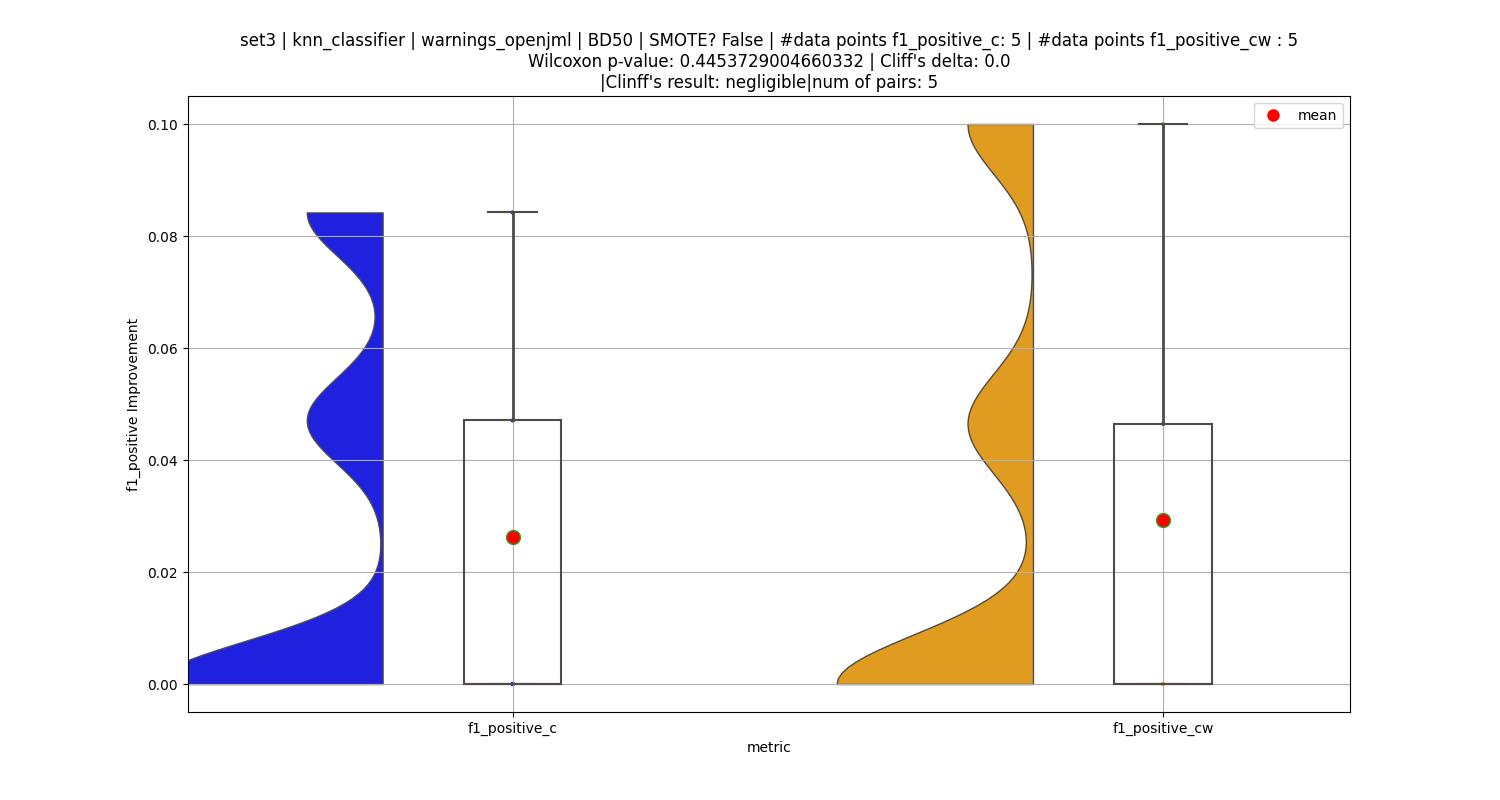 set3 | knn_classifier | warnings_openjml | BD50 | SMOTE? False | #data points f1_positive_c: 5 | #data points f1_positive_cw : 5
Wilcoxon p-value: 0.4453729004660332 | Cliff's delta: 0.0
|Clinff's result: negligible|num of pairs: 5
mean
0.10
0.08
0.06
0.04
0.02
0.00
f1_positive Improvement
f1_positive_c
f1_positive_cw
metric